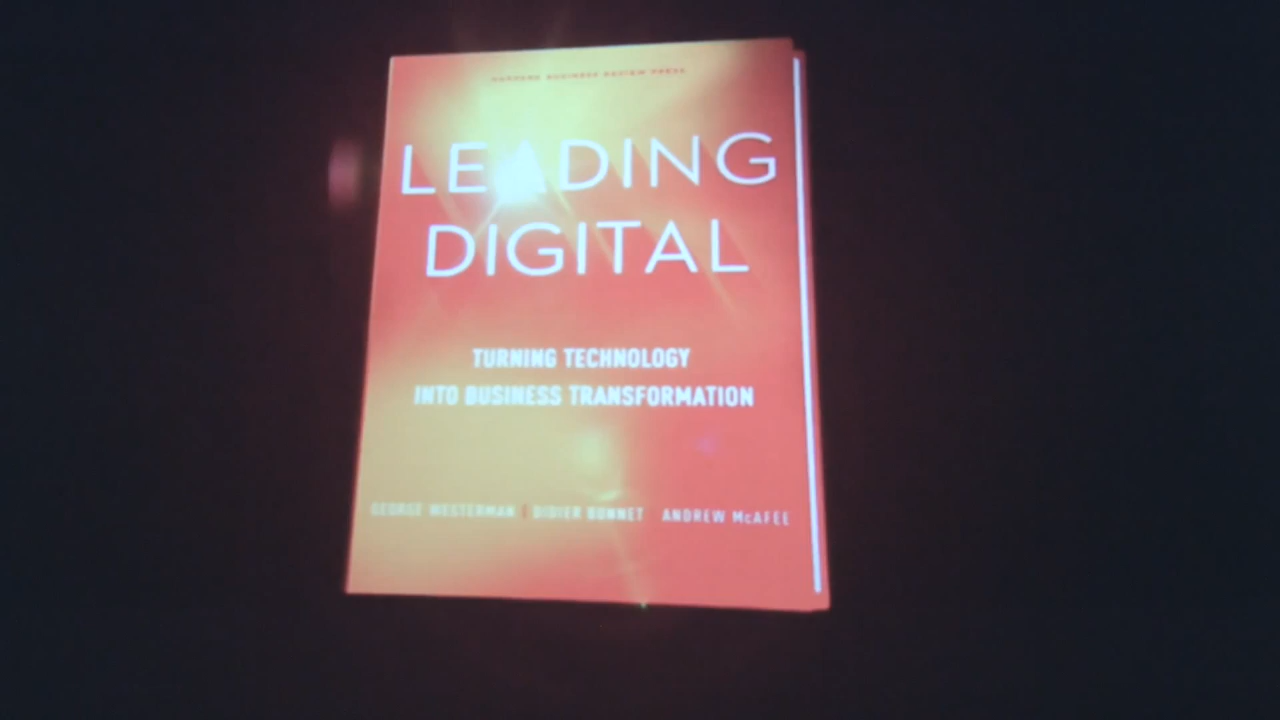 HARVARD BUSINESS REVIEW PRESS
LEADING
DIGITAL
TURNING TECHNOLOGY
INTO BUSINESS TRANSFORMATION
GEORGE WESTERMAN | DIDIER BONNET ANDREW McAFEE